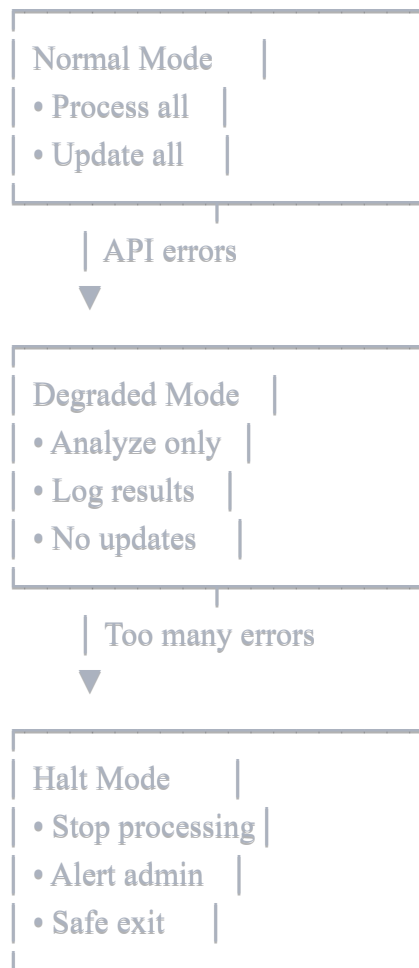 Normal Mode
• Process all
• Update all
API errors
Degraded Mode
• Analyze only
• Log results
• No updates
Too many errors
Halt Mode
• Stop processing
• Alert admin
• Safe exit